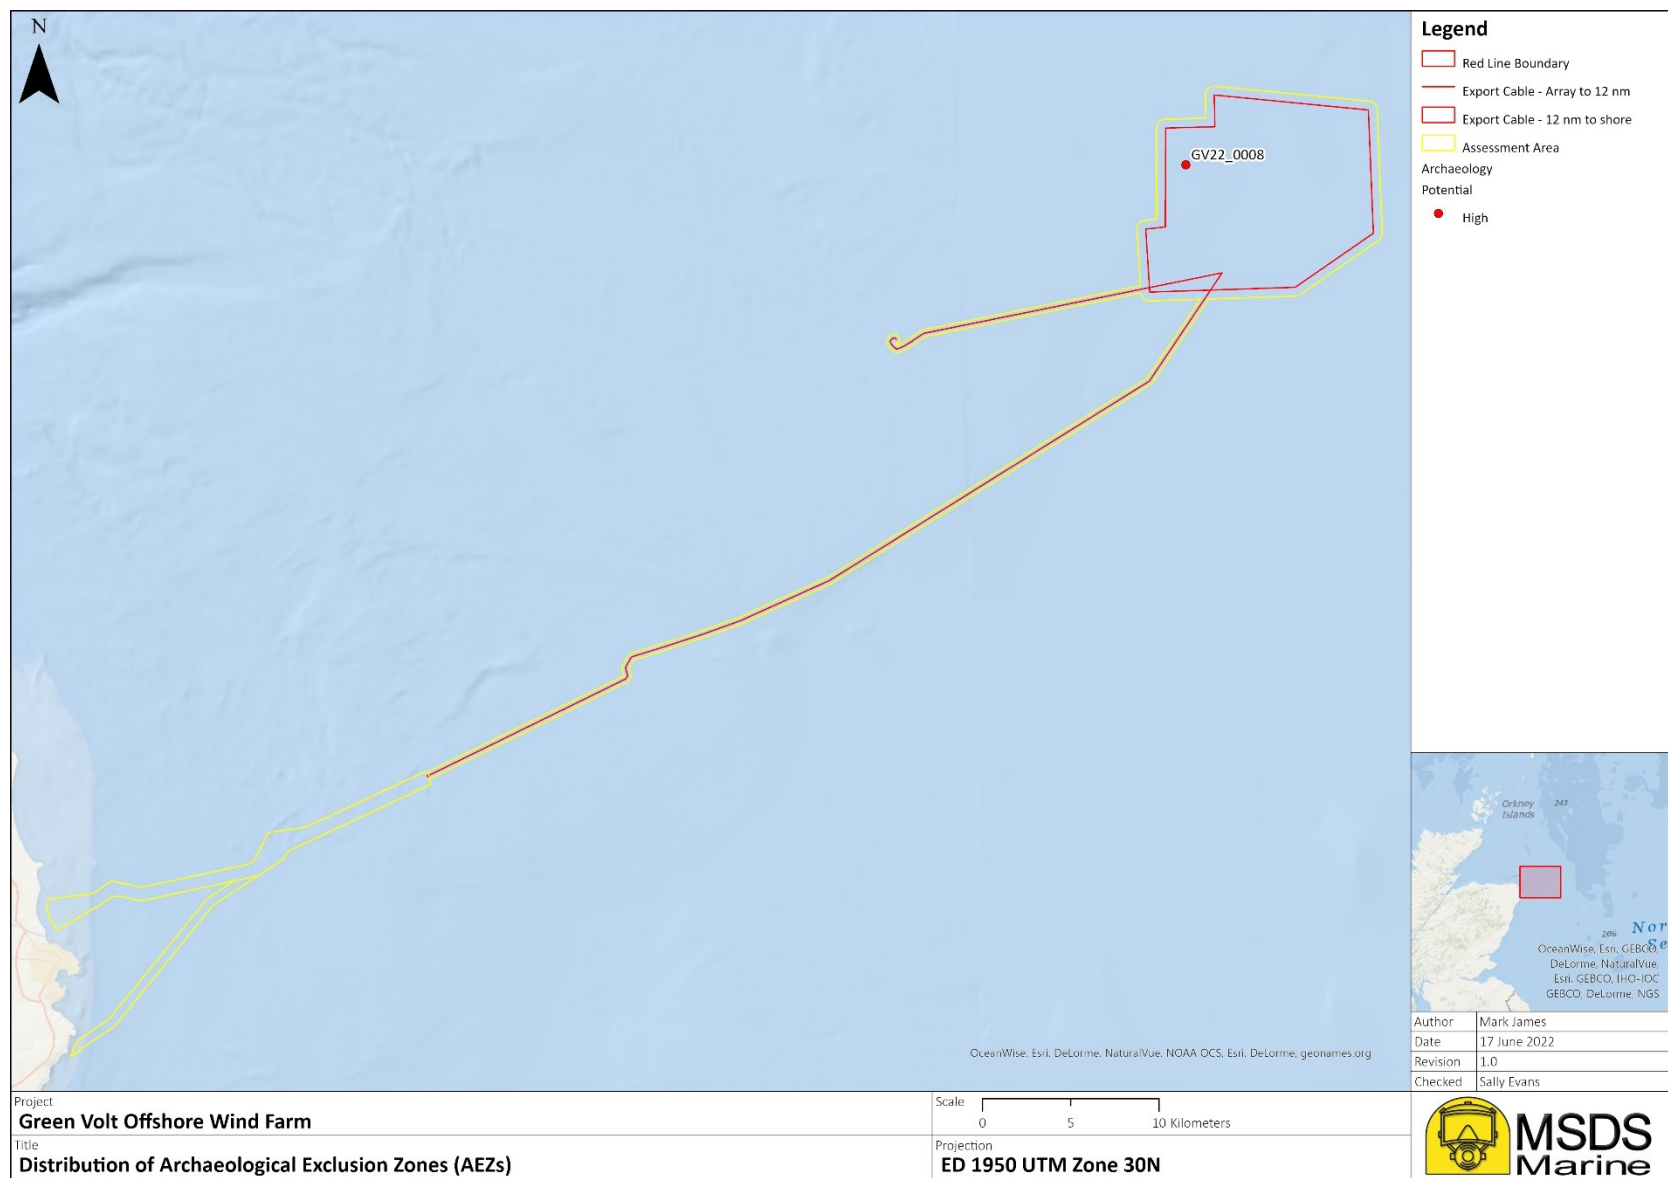 N
GV22_0008
Legend
Red Line Boundary
Export Cable - Array to 12 nm
Export Cable - 12 nm to shore
Assessment Area
Archaeology
Potential
High
Orkney
Islands
243
206
Nor
Se
OceanWise, Esri, GEBCO,
DeLorme, NaturalVue,
Esri, GEBCO, IHO-IOC
GEBCO, DeLorme, NGS
OceanWise, Esri, DeLorme, NaturalVue, NOAA OCS, Esri, DeLorme, geonames.org
Author Mark James
Date 17 June 2022
Revision 1.0
Checked Sally Evans
Project
Green Volt Offshore Wind Farm
Title
Distribution of Archaeological Exclusion Zones (AEZs)
Scale
0 5 10 Kilometers
Projection
ED 1950 UTM Zone 30N
MSDS
Marine